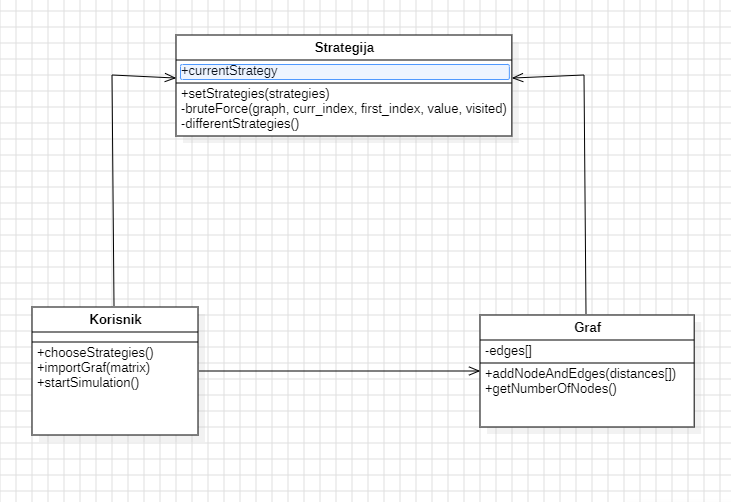 Strategija
+currentStrategy
+setStrategies(strategies)
-bruteForce(graph, curr_index, first_index, value, visited)
-differentStrategies()
Korisnik
+chooseStrategies()
+importGraf(matrix)
+startSimulation()
Graf
-edges[]
+addNodeAndEdges(distances[])
+getNumberOfNodes()